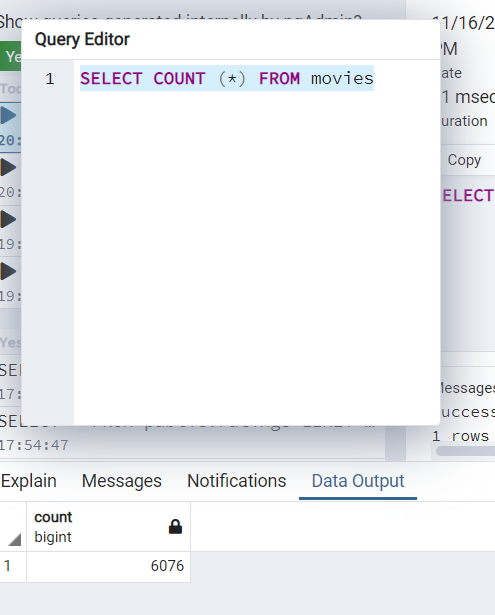 Show queries generated internally by pgAdmin?
Query Editor
1 SELECT COUNT (*) FROM movies
11/16/2
PM
ate
1 msec
uration
Copy
ELECT
Ye
20:
20:
19:
19:
Yes
SEL
17:
SELECT
17:54:47
Messages
uccess
1 rows
Explain Messages Notifications Data Output
count
bigint
1 6076